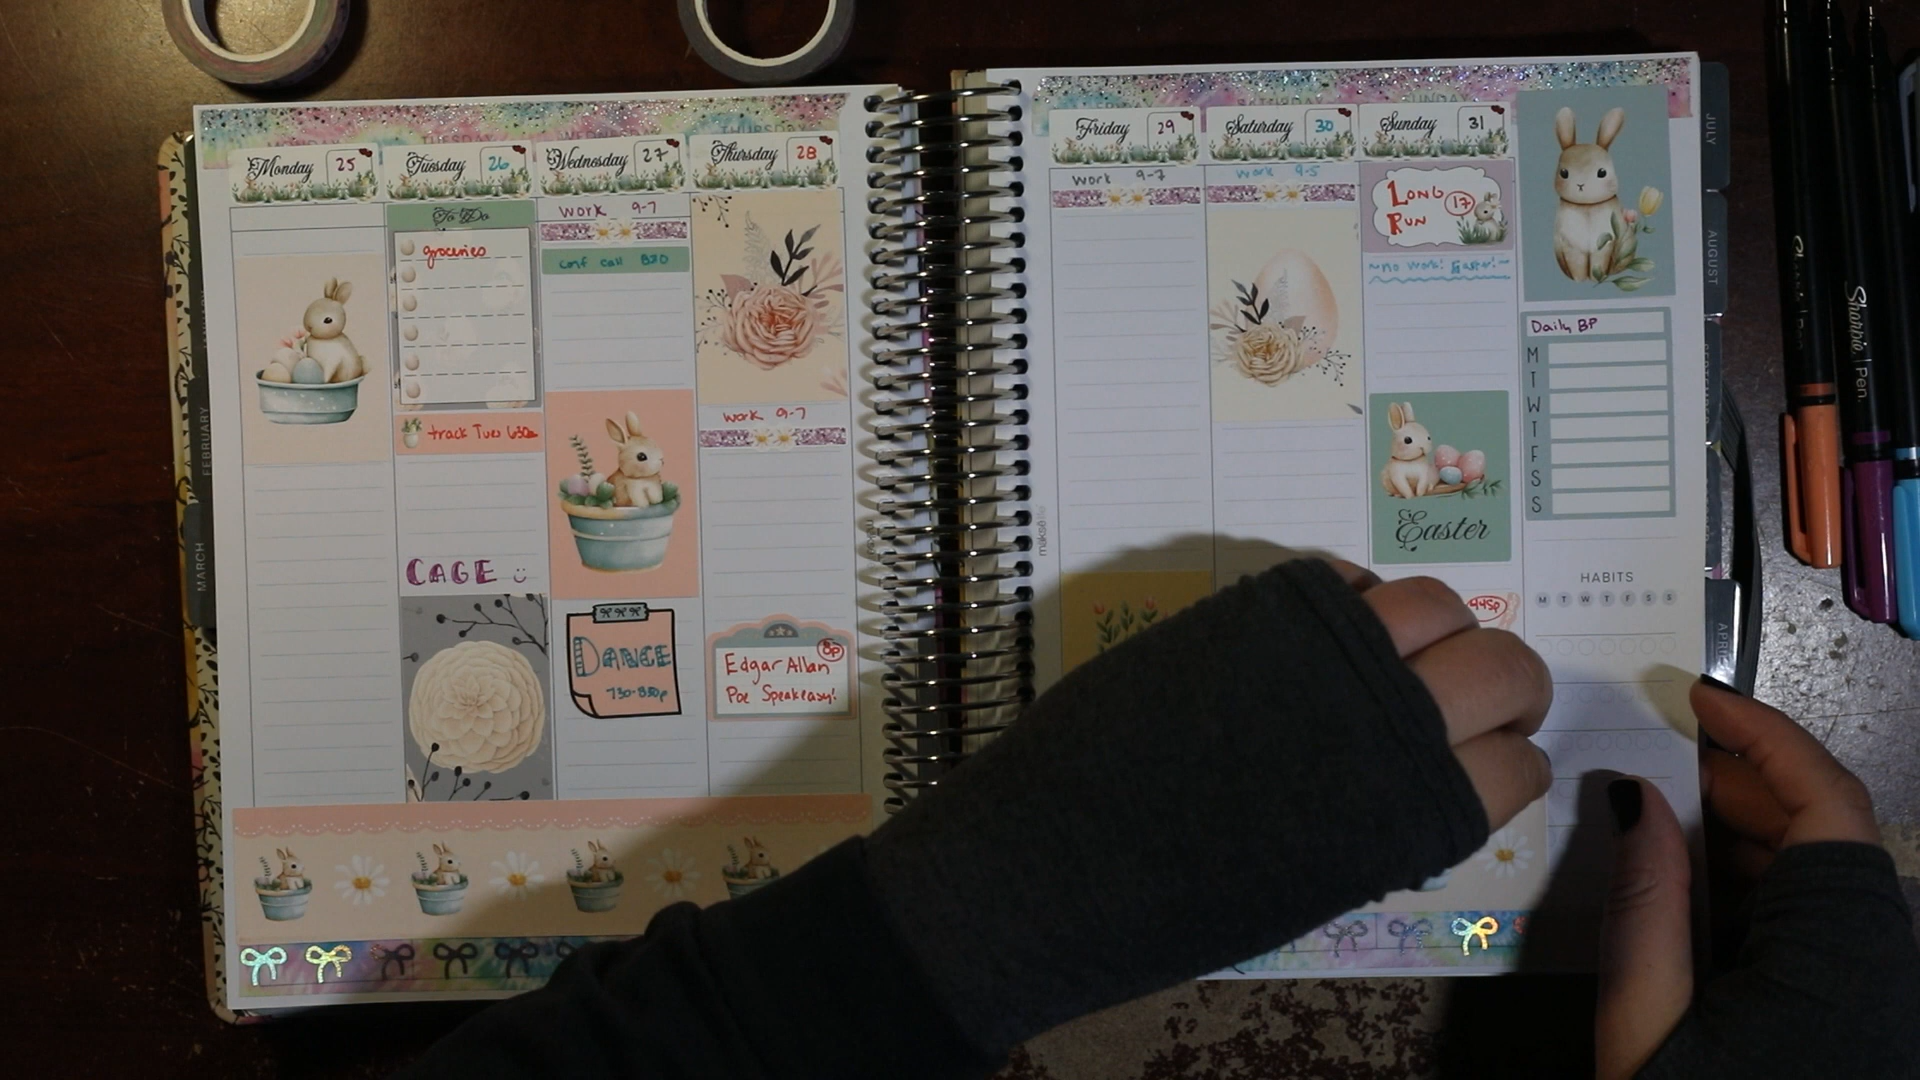 Monday 25
Tuesday 26
Wednesday 27
Thursday 28
Friday 29
Saturday 30
Sunday 31
To Do
groceries
track Tues 630a
CAGE
Work 9-7
conf call 830
DANCE
730-830p
work 9-7
Edgar Allan 8p
Poe Speakeasy!
work 9-7
work 9-5
LONG
RUN 17
~no work! Easter!~
Easter
445p
Daily BP
M
T
W
T
F
S
S
HABITS
M T W T F S S
FEBRUARY
MARCH
JULY
AUGUST
APRIL
Sharpie Pen.